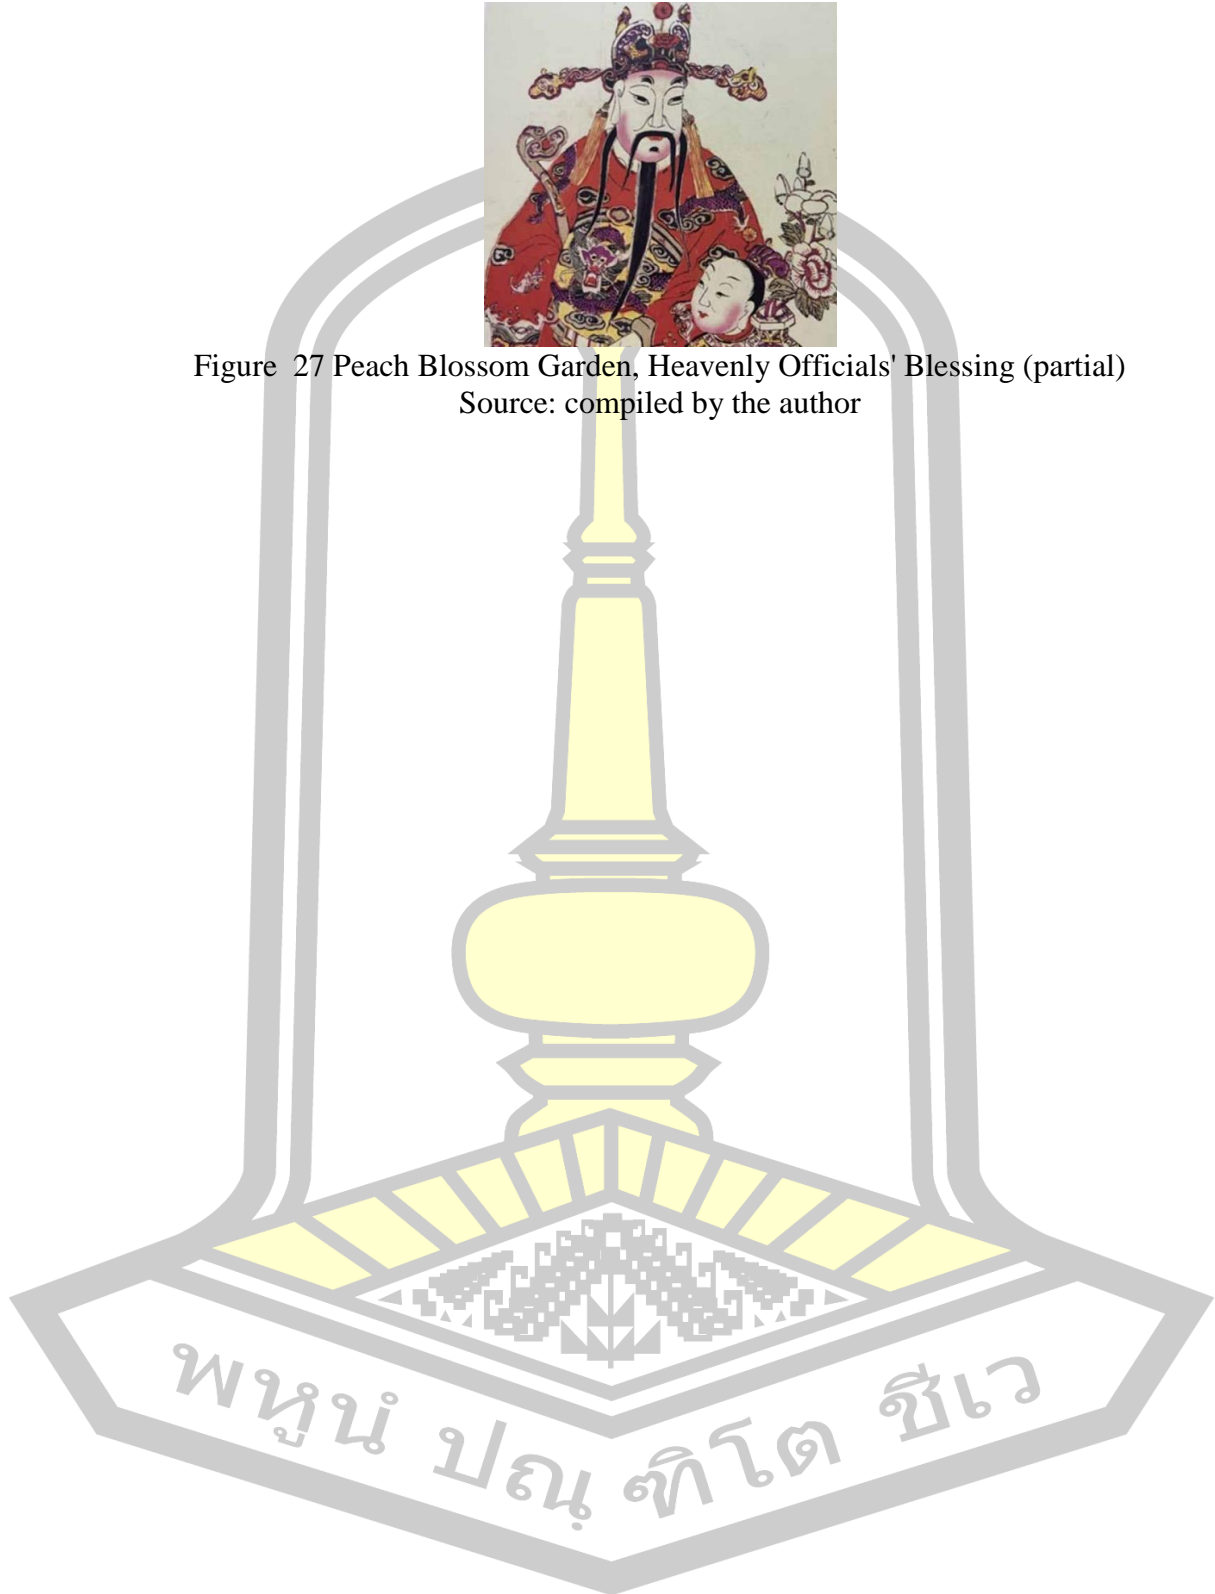 Figure  27 Peach Blossom Garden, Heavenly Officials' Blessing (partial)
Source: compiled by the author
พหูนํ ปณฺฑิโต ชีเว